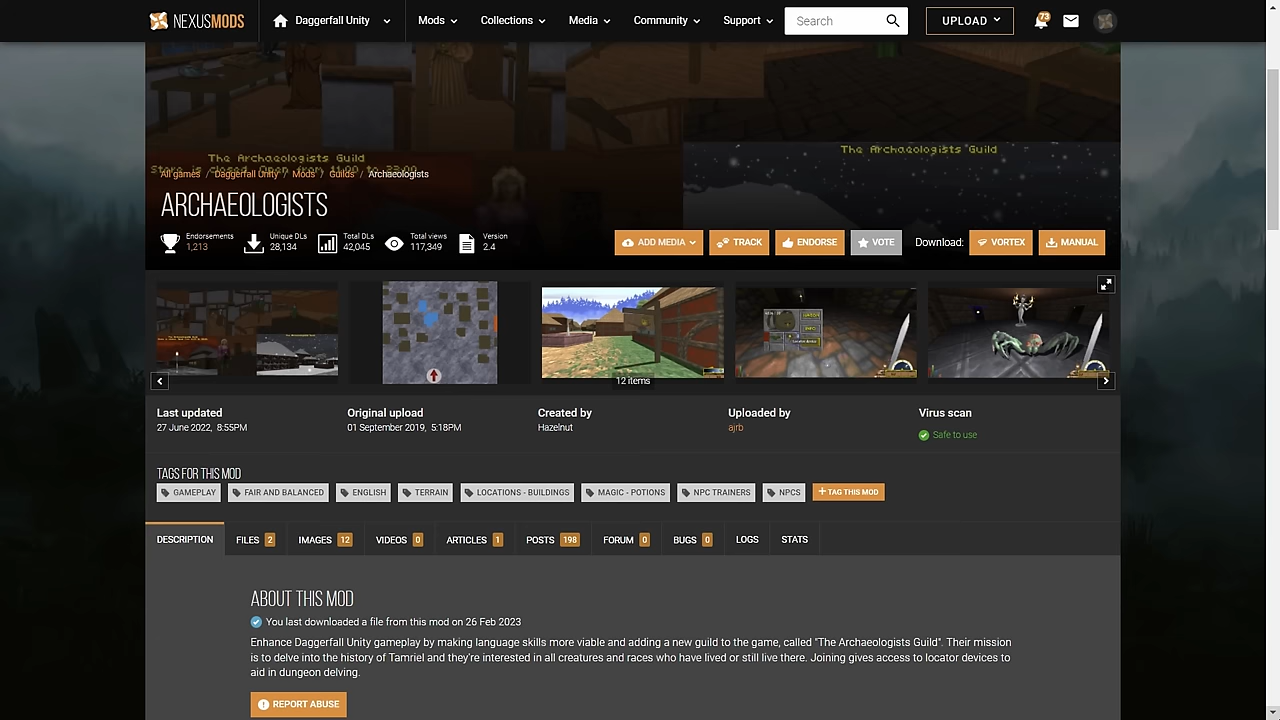 NEXUSMODS Daggerfall Unity Mods Collections Media Community Support Search UPLOAD 73
The Archaeologists Guild
The Archaeologists Guild
All games / Daggerfall Unity / Mods / Guilds / Archaeologists
ARCHAEOLOGISTS
Endorsements Unique DLs Total DLs Total views Version
1,213 28,134 42,045 117,349 2.4
ADD MEDIA TRACK ENDORSE VOTE Download: VORTEX MANUAL
12 items
Last updated Original upload Created by Uploaded by Virus scan
27 June 2022, 8:55PM 01 September 2019, 5:18PM Hazelnut ajrb Safe to use
TAGS FOR THIS MOD
GAMEPLAY FAIR AND BALANCED ENGLISH TERRAIN LOCATIONS - BUILDINGS MAGIC - POTIONS NPC TRAINERS NPCS + TAG THIS MOD
DESCRIPTION FILES 2 IMAGES 12 VIDEOS 0 ARTICLES 1 POSTS 198 FORUM 0 BUGS 0 LOGS STATS
ABOUT THIS MOD
You last downloaded a file from this mod on 26 Feb 2023
Enhance Daggerfall Unity gameplay by making language skills more viable and adding a new guild to the game, called "The Archaeologists Guild". Their mission
is to delve into the history of Tamriel and they're interested in all creatures and races who have lived or still live there. Joining gives access to locator devices to
aid in dungeon delving.
REPORT ABUSE